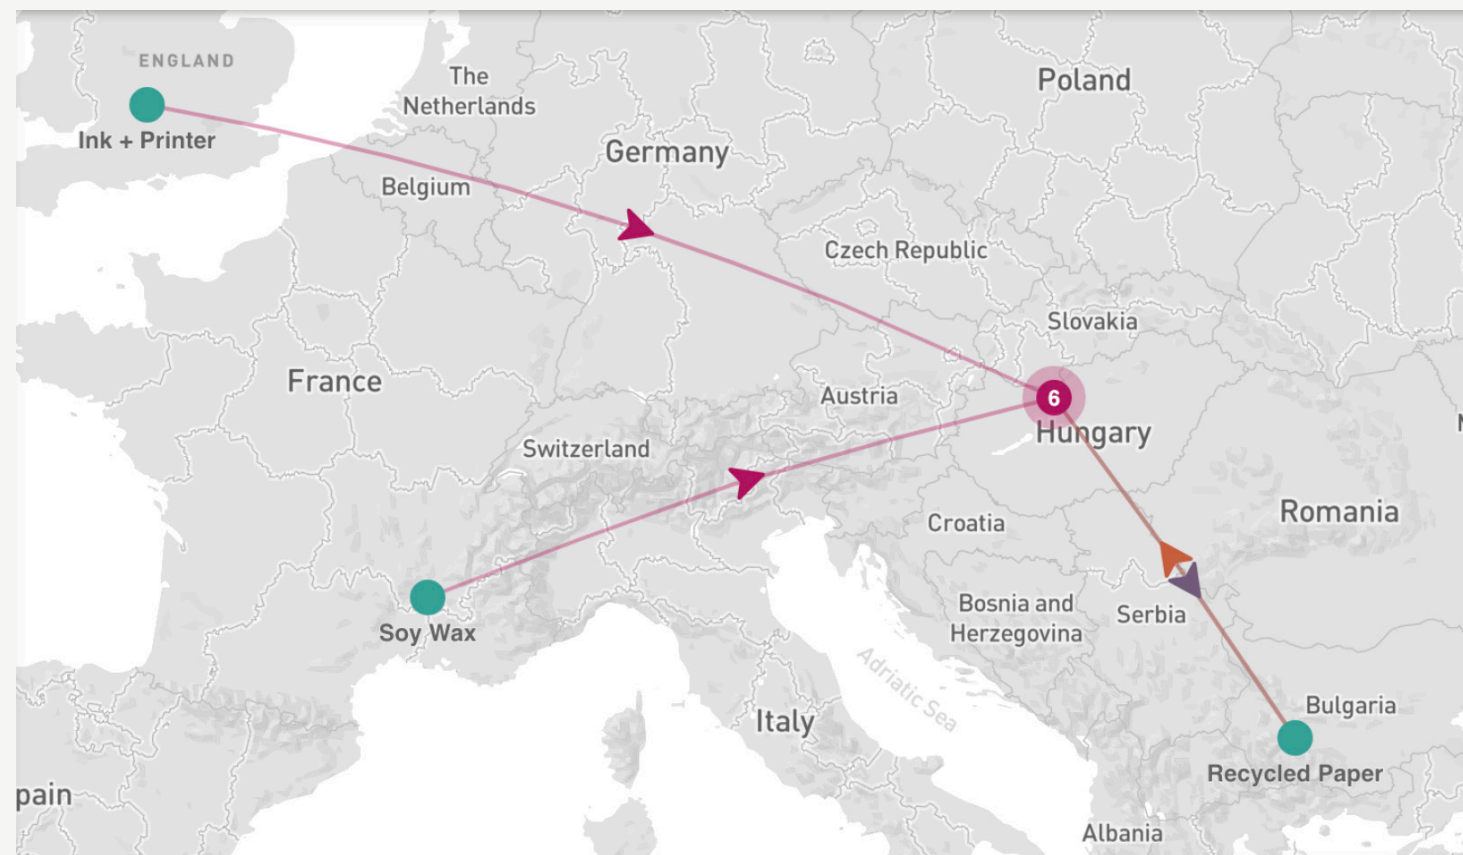 ENGLAND
The
Netherlands
Poland
Ink + Printer
Germany
Belgium
Czech Republic
Slovakia
France
Austria
6
Hungary
Switzerland
Romania
Croatia
Bosnia and
Herzegovina
Serbia
Soy Wax
Adriatic Sea
Bulgaria
Italy
Recycled Paper
pain
Albania